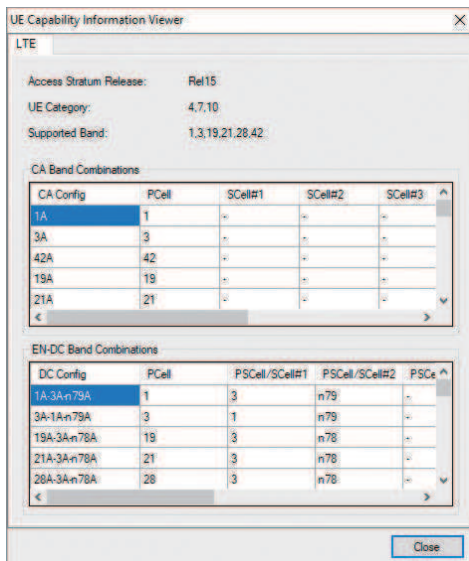 UE Capability Information Viewer
LTE
Access Stratum Release: Rel15
UE Category: 4,7,10
Supported Band: 1,3,19,21,28,42
CA Band Combinations
CA Config PCell SCell#1 SCell#2 SCell#3
1A 1 - - -
3A 3 - - -
42A 42 - - -
19A 19 - - -
21A 21 - - -
EN-DC Band Combinations
DC Config PCell PSCell/SCell#1 PSCell/SCell#2 PSCe
1A-3A-n79A 1 3 n79 -
3A-1A-n79A 3 1 n79 -
19A-3A-n78A 19 3 n78 -
21A-3A-n78A 21 3 n78 -
28A-3A-n78A 28 3 n78 -
Close